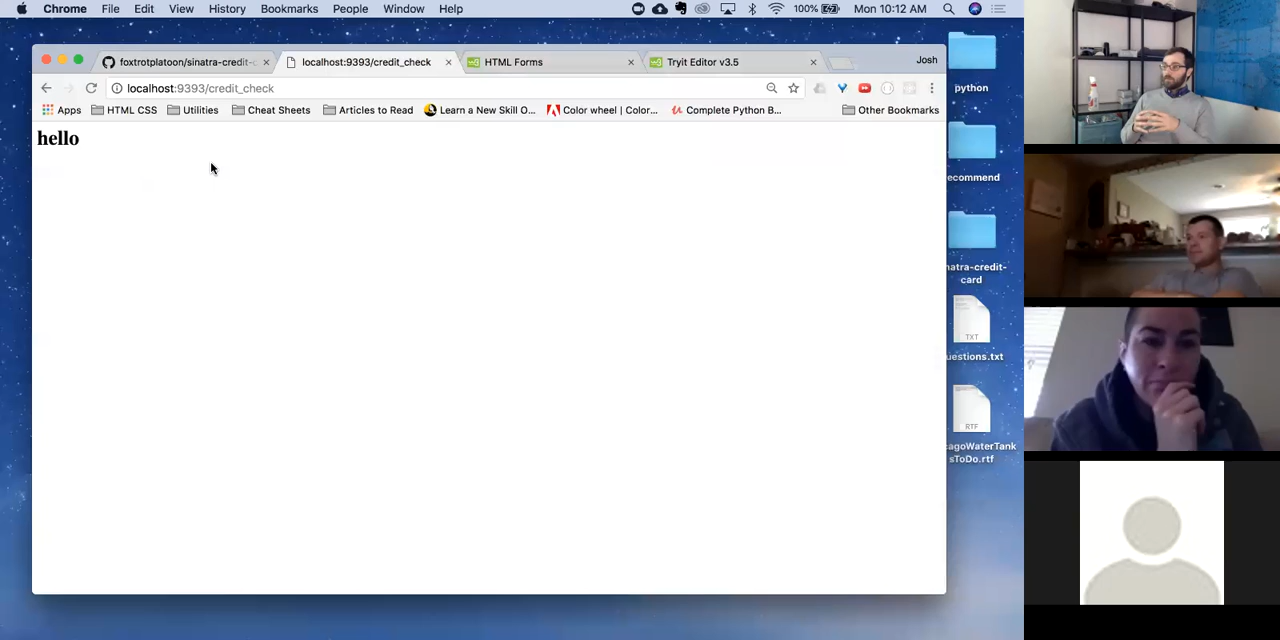 Chrome File Edit View History Bookmarks People Window Help 100% Mon 10:12 AM
foxtrotplatoon/sinatra-credit-c localhost:9393/credit_check HTML Forms Tryit Editor v3.5 Josh
localhost:9393/credit_check
Apps HTML CSS Utilities Cheat Sheets Articles to Read Learn a New Skill O... Color wheel | Color... Complete Python B... Other Bookmarks
hello
python
ecommend
natra-credit-
card
TXT
uestions.txt
RTF
cagoWaterTank
sToDo.rtf